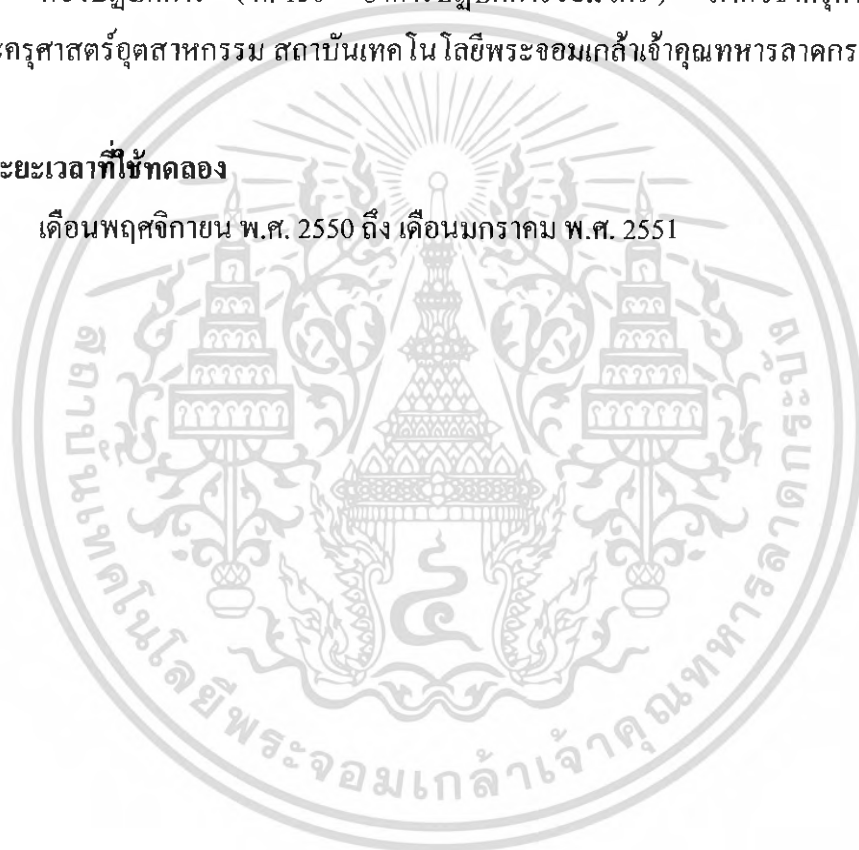 ะครุศาสตร์อุตสาหกรรม สถาบันเทคโนโลยีพระจอมเกล้าเจ้าคุณทหารลาดกร
ะยะเวลาที่ใช้ทดลอง
เดือนพฤศจิกายน พ.ศ. 2550 ถึง เดือนมกราคม พ.ศ. 2551
สถาบันเทคโนโลยีพระจอมเกล้าเจ้าคุณทหารลาดกระบัง